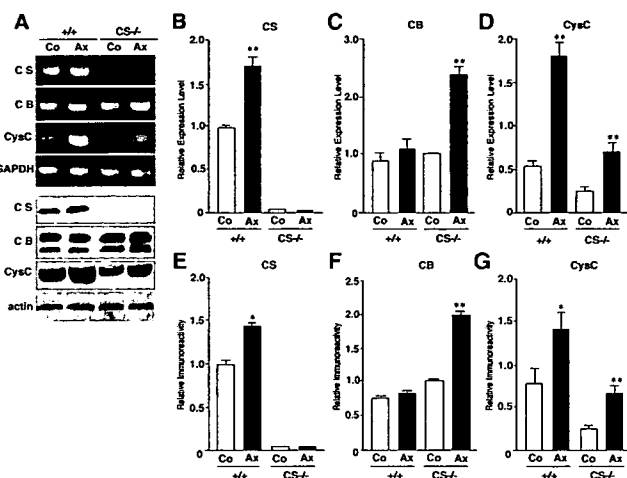 A
+/+ CS-/-
Co Ax Co Ax
C S
C B
CysC
GAPDH
C S
C B
CysC
actin
B
CS
Relative Expression Level
2.0
1.5
1.0
0.5
0
**
Co Ax Co Ax
+/+ CS-/-
C
CB
Relative Expression Level
3.0
2.0
1.0
0
**
Co Ax Co Ax
+/+ CS-/-
D
CysC
Relative Expression Level
2.0
1.5
1.0
0.5
0
**
**
Co Ax Co Ax
+/+ CS-/-
E
CS
Relative Immunoreactivity
2.0
1.5
1.0
0.5
0
*
Co Ax Co Ax
+/+ CS-/-
F
CB
Relative Immunoreactivity
2.5
2.0
1.5
1.0
0.5
0
**
Co Ax Co Ax
+/+ CS-/-
G
CysC
Relative Immunoreactivity
2.0
1.5
1.0
0.5
0
*
**
Co Ax Co Ax
+/+ CS-/-